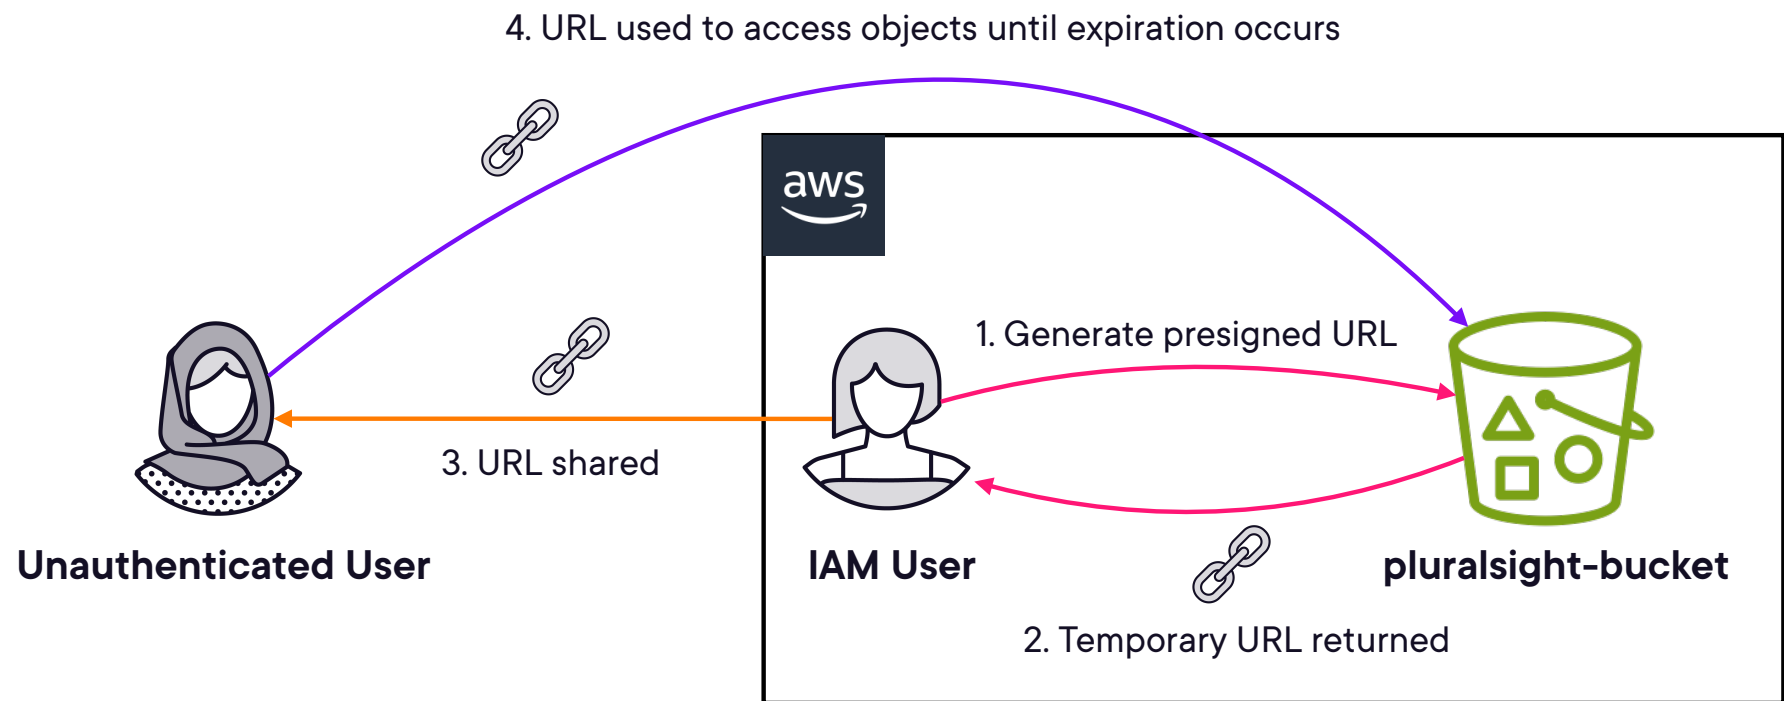 4. URL used to access objects until expiration occurs
aws
1. Generate presigned URL
3. URL shared
Unauthenticated User
IAM User
pluralsight-bucket
2. Temporary URL returned